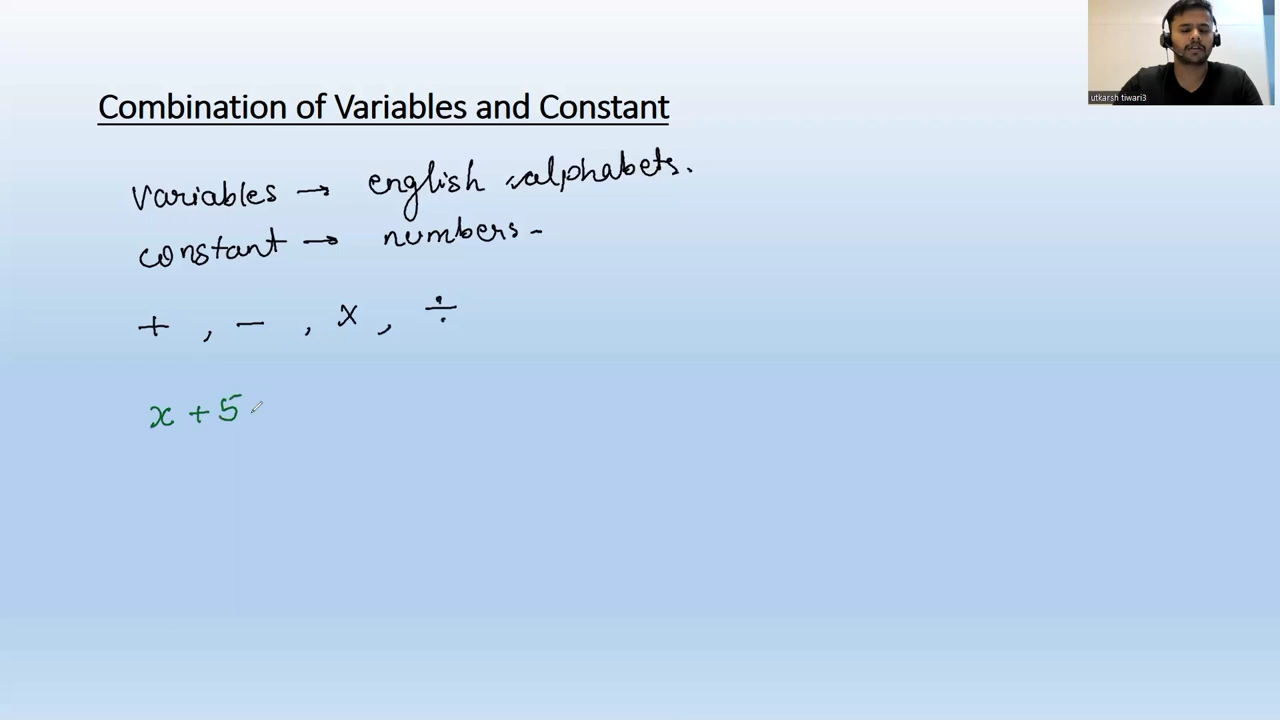 utkarsh tiwari3
Combination of Variables and Constant
Variables → english alphabets.
constant → numbers -
+ , - , x , ÷
x + 5